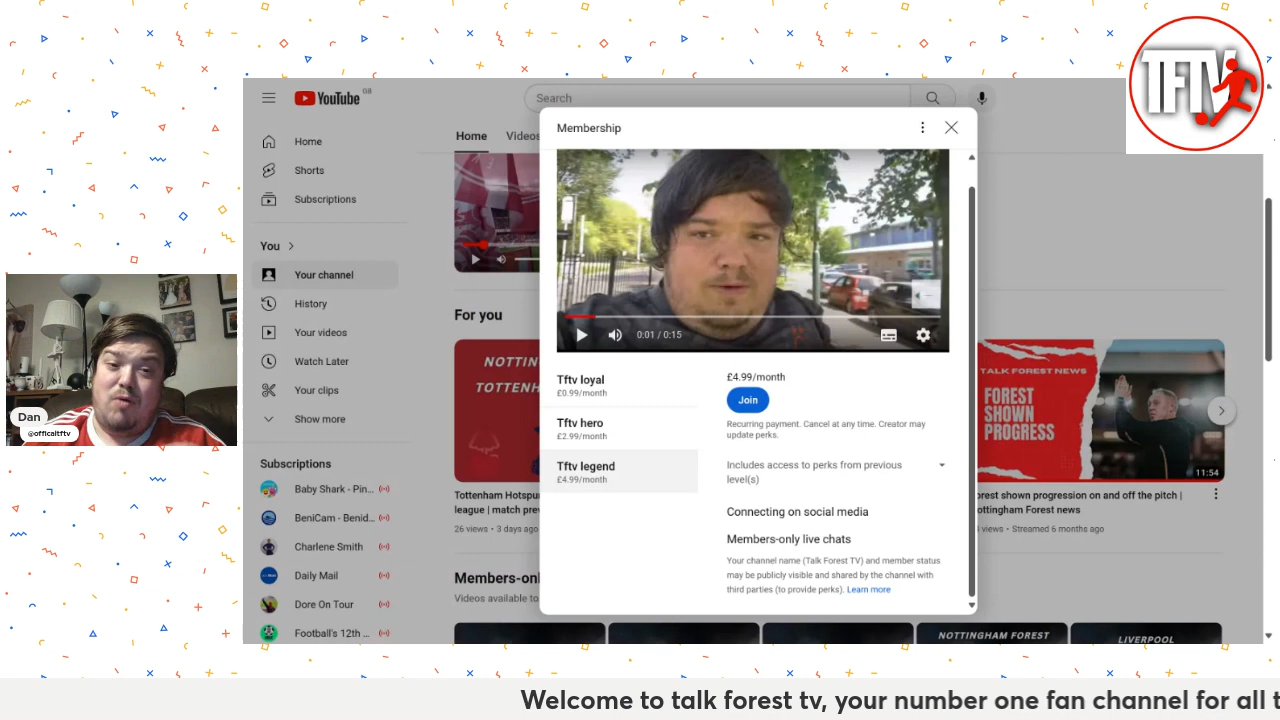 TFTV
YouTube GB
Search
Home
Shorts
Subscriptions
You
Your channel
History
Your videos
Watch Later
Your clips
Show more
Subscriptions
Baby Shark - Pin...
BeniCam - Benid...
Charlene Smith
Daily Mail
Dore On Tour
Football's 12th ...
Home Videos
For you
NOTTIN
TOTTENH
Tottenham Hotspu
league | match prev
26 views • 3 days ago
Members-onl
Videos available to
Membership
0:01 / 0:15
Tftv loyal
£0.99/month
Tftv hero
£2.99/month
Tftv legend
£4.99/month
£4.99/month
Join
Recurring payment. Cancel at any time. Creator may
update perks.
Includes access to perks from previous
level(s)
Connecting on social media
Members-only live chats
Your channel name (Talk Forest TV) and member status
may be publicly visible and shared by the channel with
third parties (to provide perks). Learn more
TALK FOREST NEWS
FOREST
SHOWN
PROGRESS
11:54
orest shown progression on and off the pitch |
ottingham Forest news
views • Streamed 6 months ago
NOTTINGHAM FOREST
LIVERPOOL
Dan
@officaltftv
Welcome to talk forest tv, your number one fan channel for all t